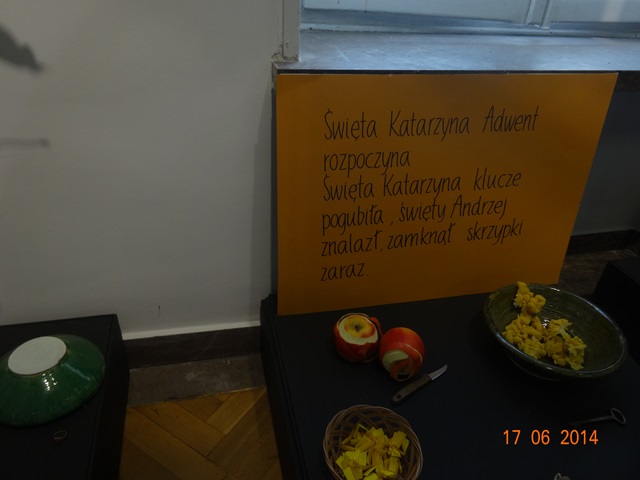 Święta Katarzyna Adwent
rozpoczyna
Święta Katarzyna klucze
pogubiła, święty Andrzej
znalazł, zamknął skrzypki
zaraz.
17 06 2014